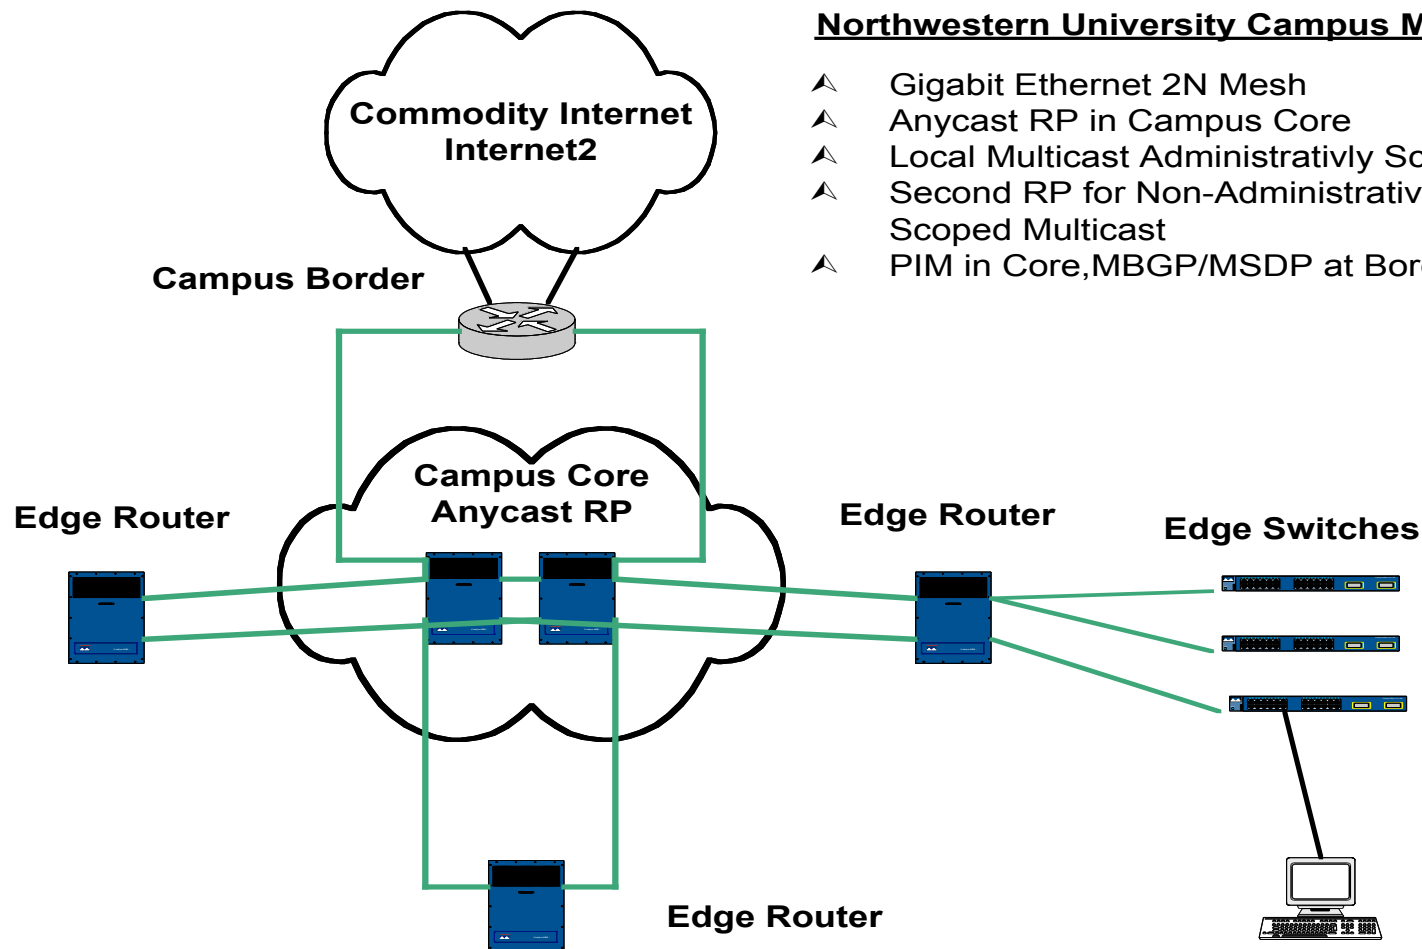 Northwestern University Campus M
Gigabit Ethernet 2N Mesh
Anycast RP in Campus Core
Local Multicast Administrativly Sc
Second RP for Non-Administrativ
Scoped Multicast
PIM in Core,MBGP/MSDP at Bor
Commodity Internet
Internet2
Campus Border
Campus Core
Anycast RP
Edge Router
Edge Router
Edge Switches
Edge Router